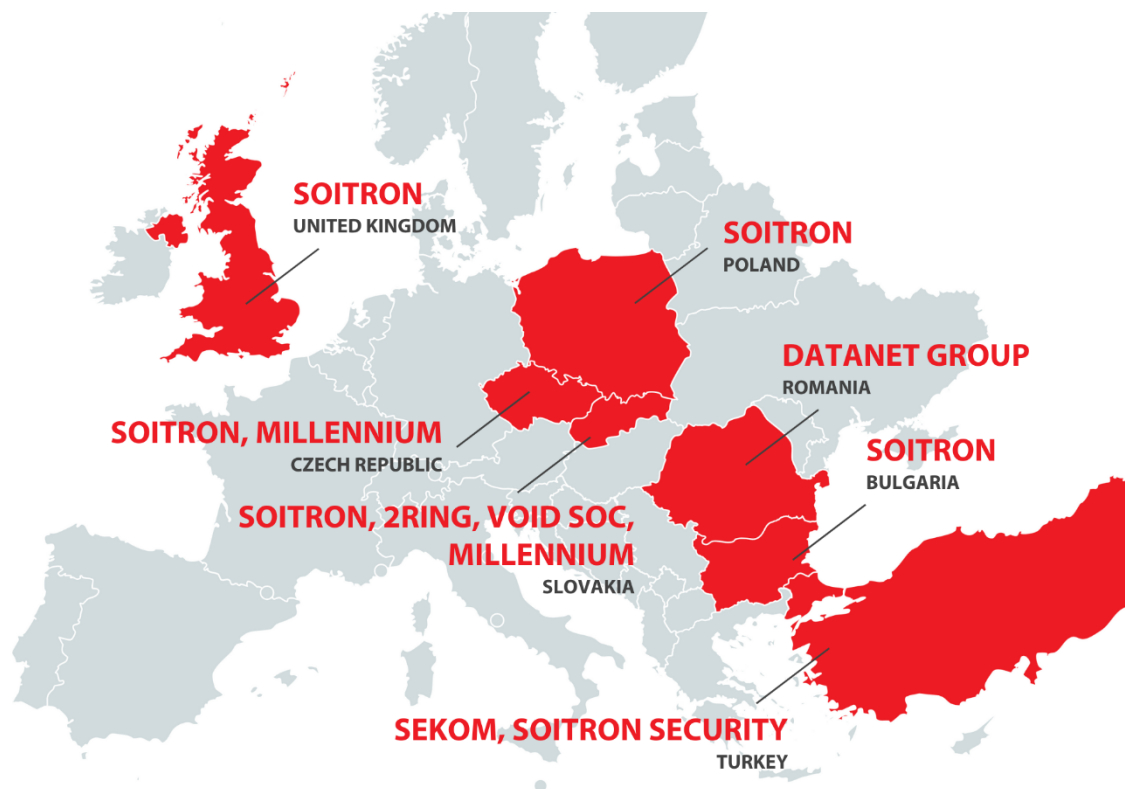 SOITRON
UNITED KINGDOM
SOITRON
POLAND
DATANET GROUP
ROMANIA
SOITRON, MILLENNIUM
CZECH REPUBLIC
SOITRON
BULGARIA
SOITRON, 2RING, VOID SOC,
MILLENNIUM
SLOVAKIA
SEKOM, SOITRON SECURITY
TURKEY